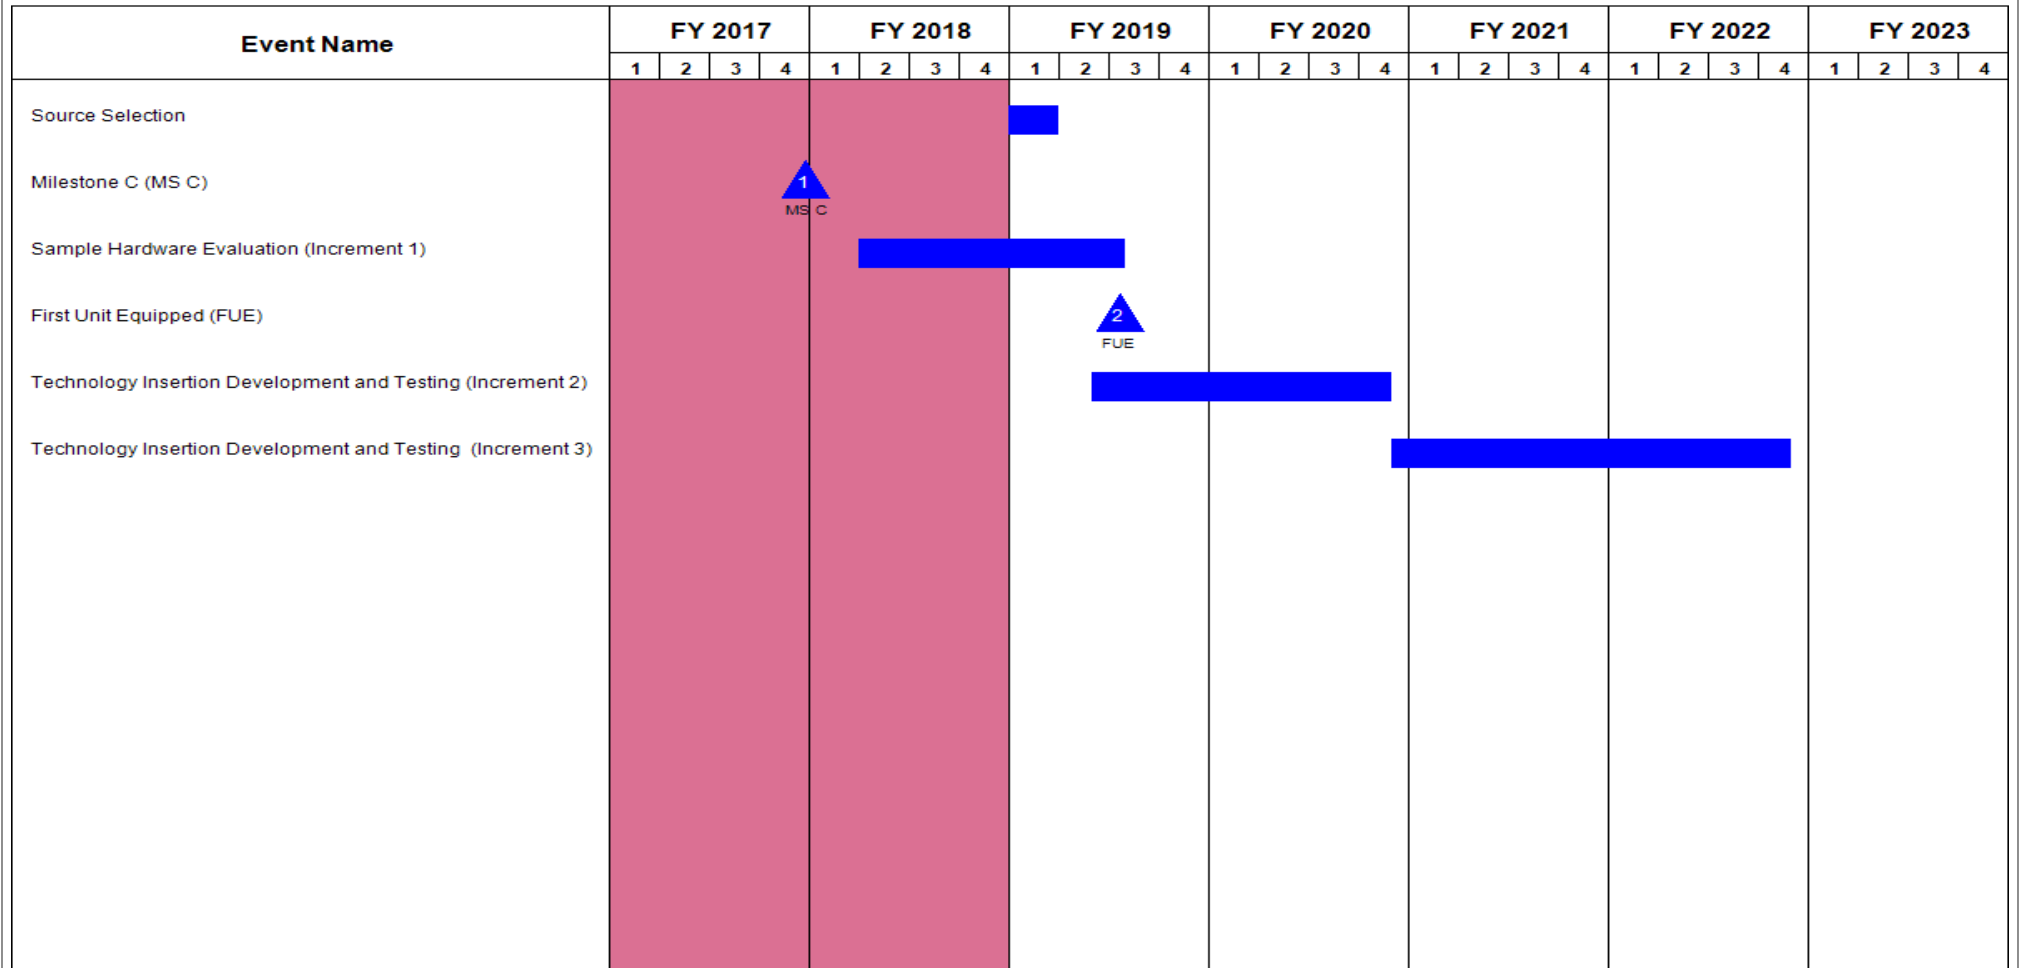 Event Name
FY 2017 FY 2018 FY 2019 FY 2020 FY 2021 FY 2022 FY 2023
1 2 3 4 1 2 3 4 1 2 3 4 1 2 3 4 1 2 3 4 1 2 3 4 1 2 3 4
Source Selection
Milestone C (MS C)
1
MS C
Sample Hardware Evaluation (Increment 1)
First Unit Equipped (FUE)
2
FUE
Technology Insertion Development and Testing (Increment 2)
Technology Insertion Development and Testing (Increment 3)